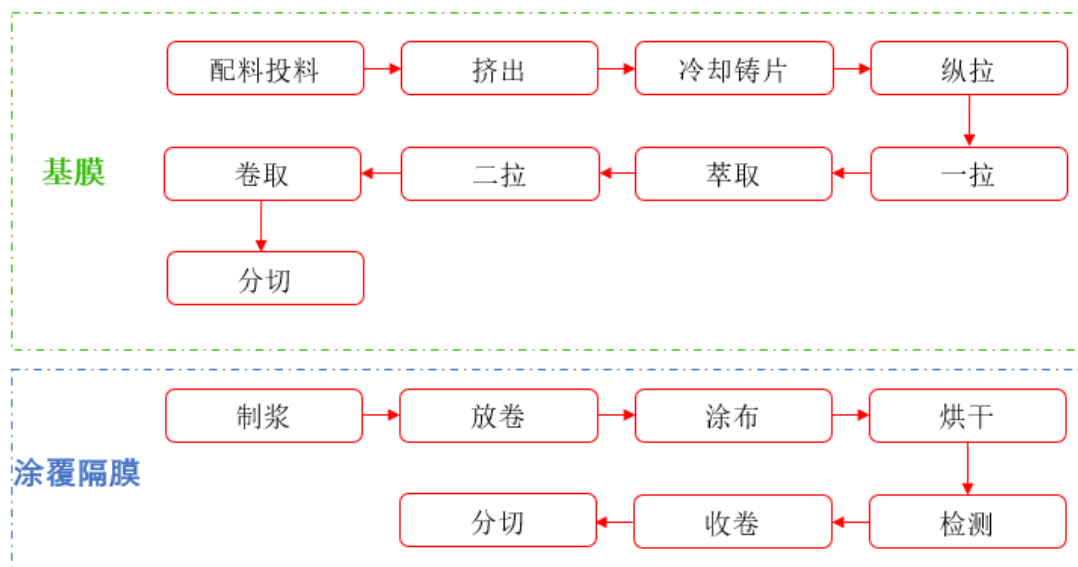 基膜
配料投料
挤出
冷却铸片
纵拉
一拉
萃取
二拉
卷取
分切
涂覆隔膜
制浆
放卷
涂布
烘干
检测
收卷
分切